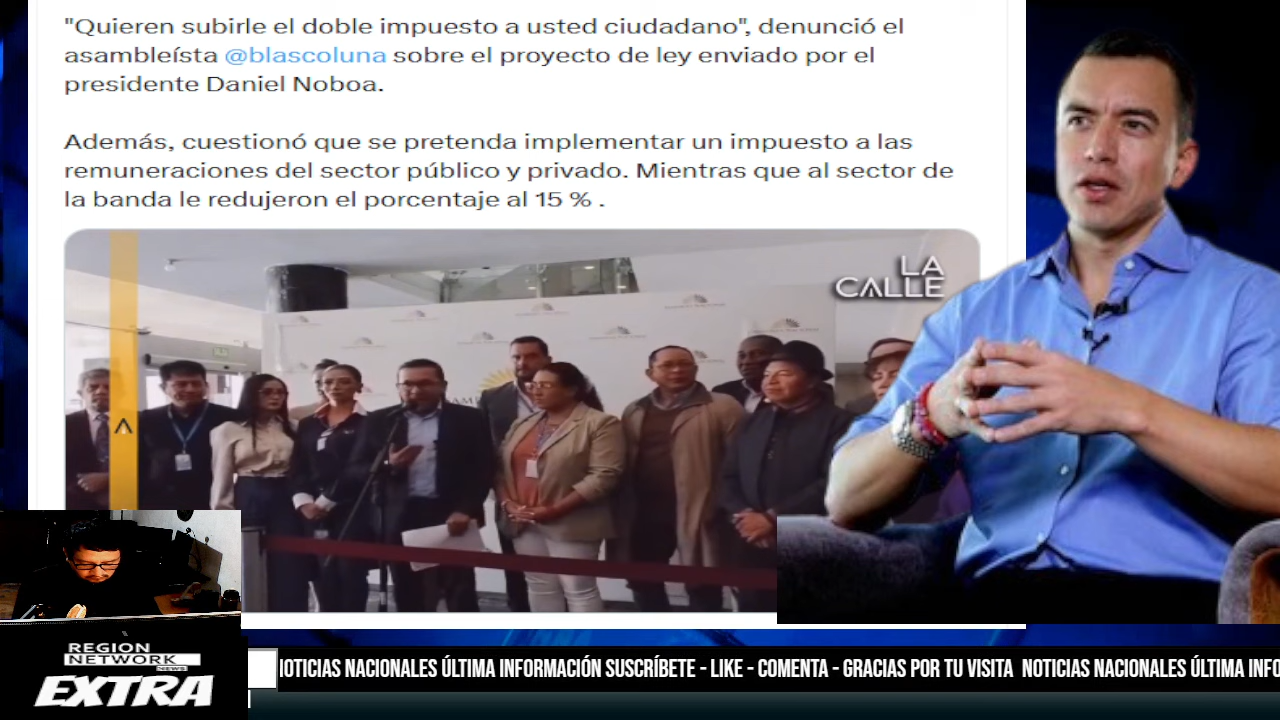 "Quieren subirle el doble impuesto a usted ciudadano", denunció el
asambleísta @blascoluna sobre el proyecto de ley enviado por el
presidente Daniel Noboa.
Además, cuestionó que se pretenda implementar un impuesto a las
remuneraciones del sector público y privado. Mientras que al sector de
la banda le redujeron el porcentaje al 15 % .
LA
CALLE
REGION
NETWORK
NEWS
EXTRA
IOTICIAS NACIONALES ÚLTIMA INFORMACIÓN SUSCRÍBETE - LIKE - COMENTA - GRACIAS POR TU VISITA NOTICIAS NACIONALES ÚLTIMA INFO